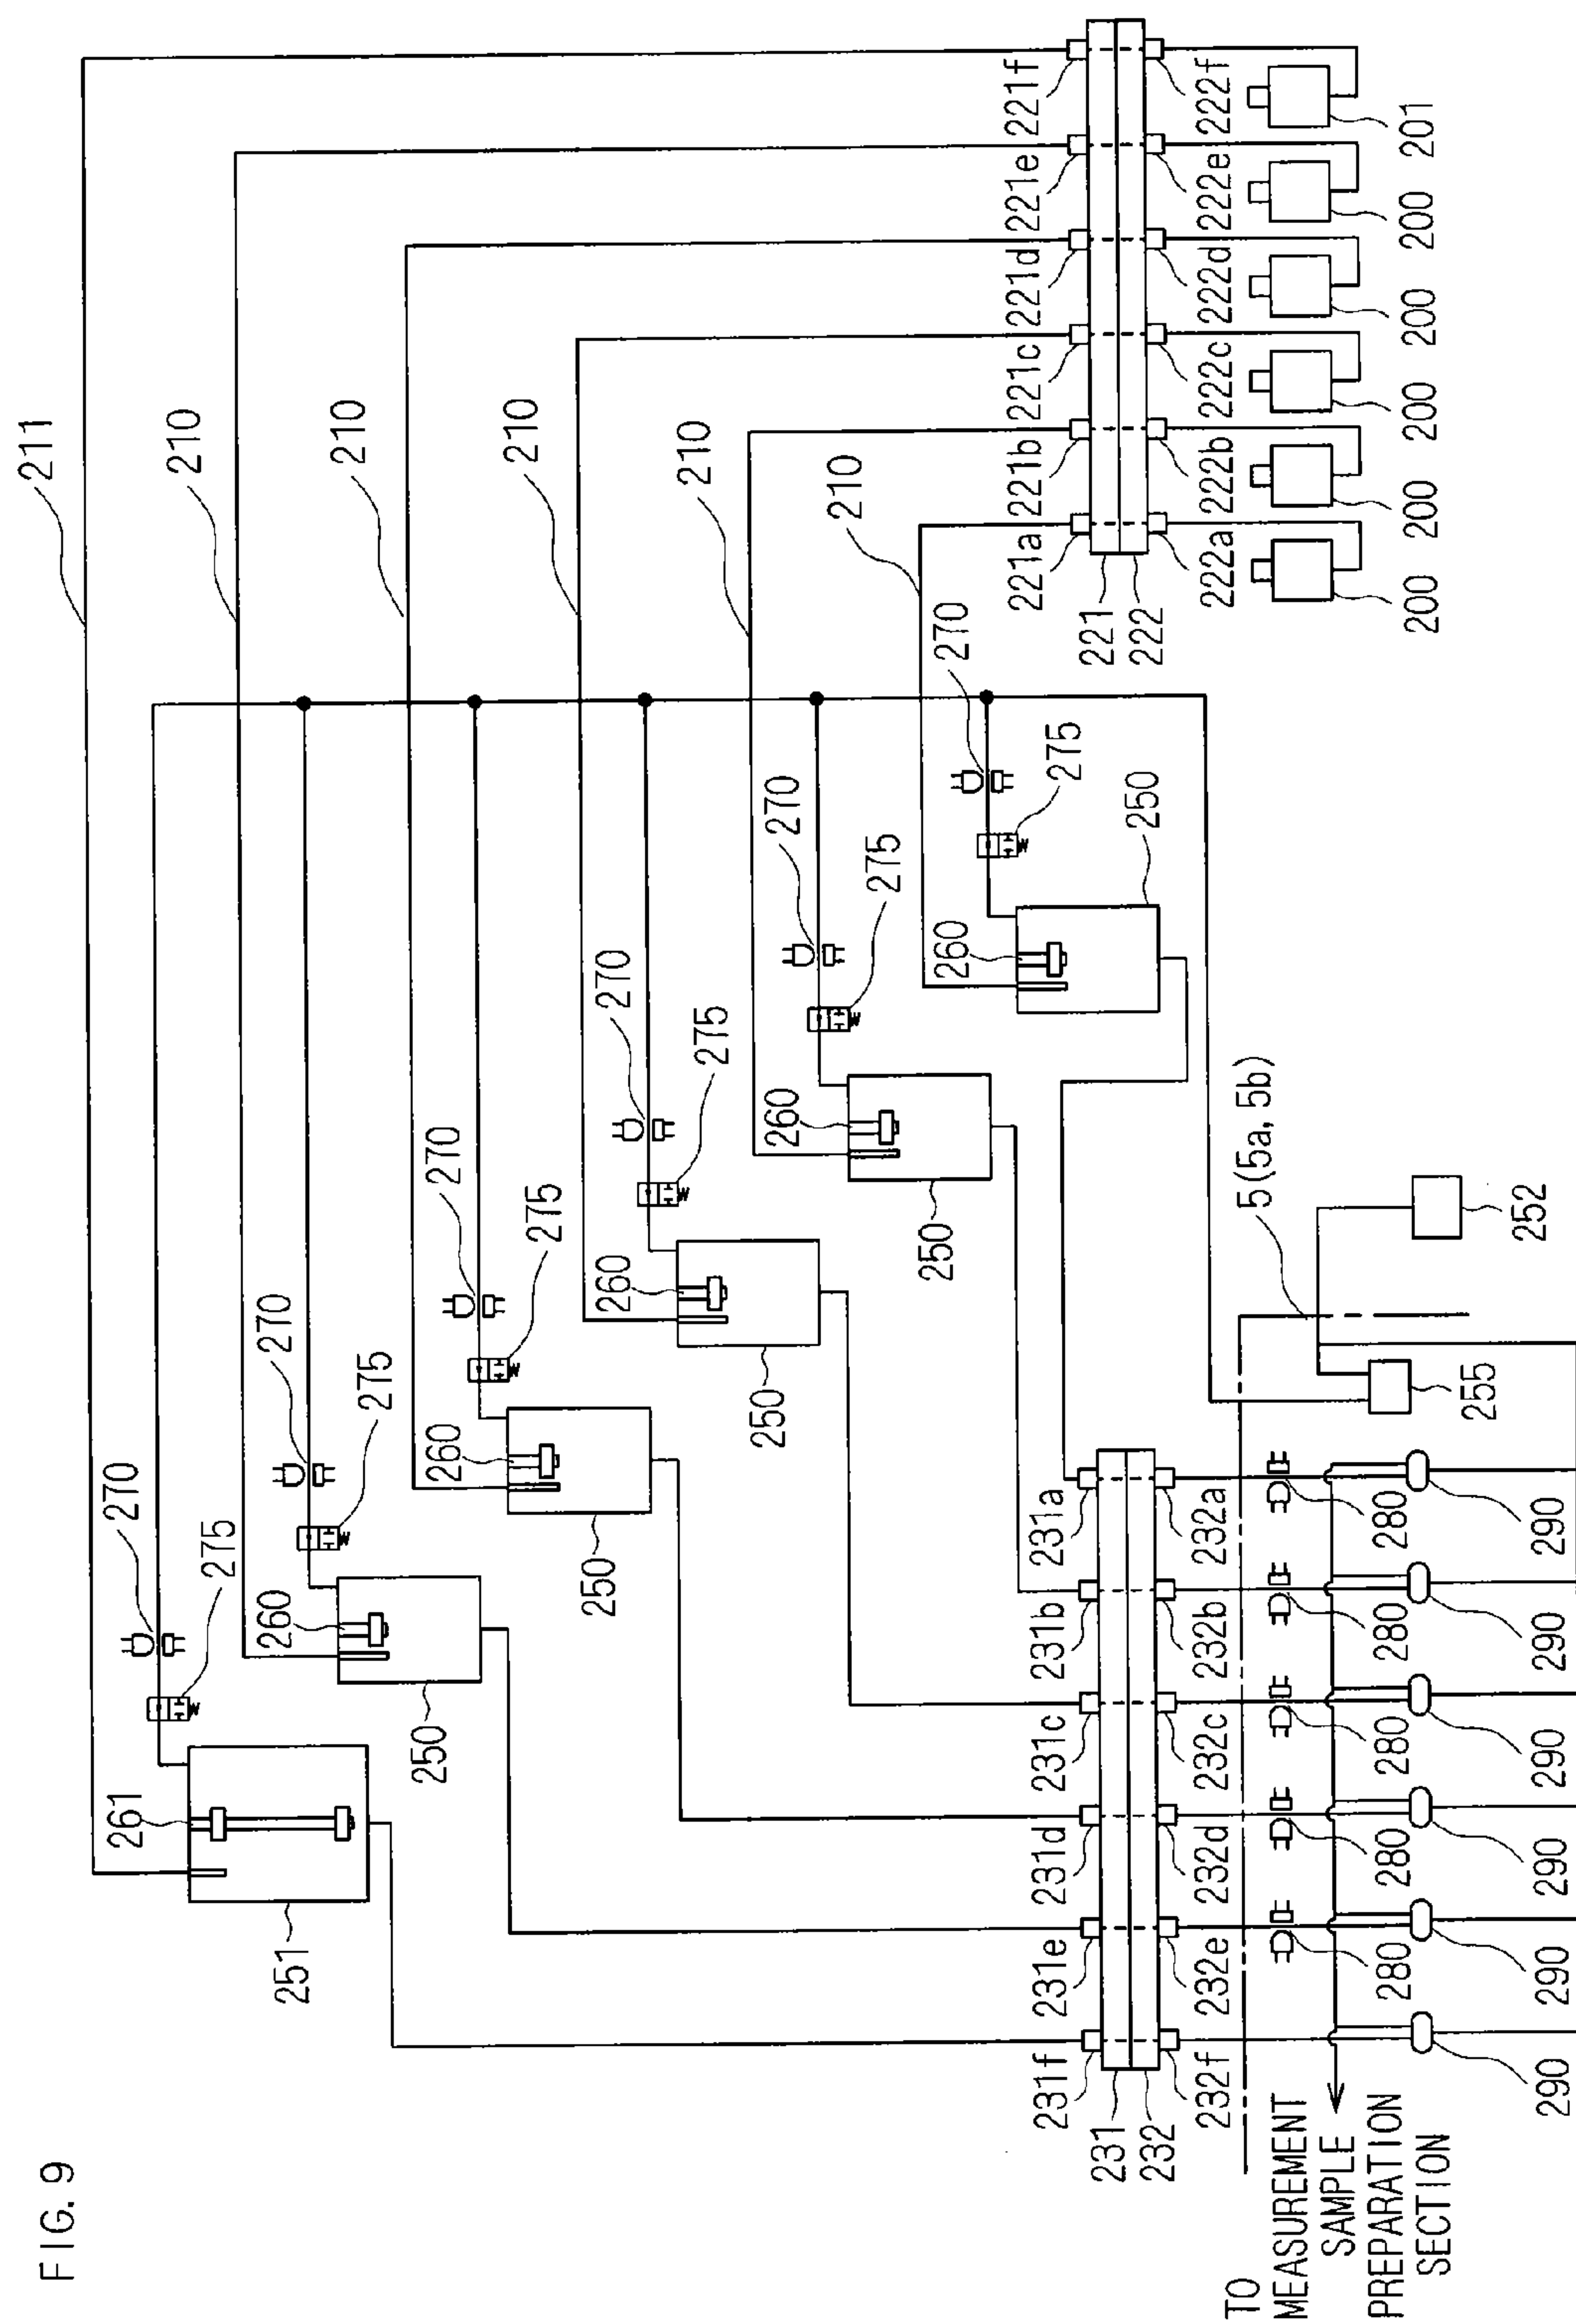 FIG. 9
211
210
210
210
210
210
270
275
261
251
270
275
260
250
270
275
260
250
270
275
260
250
270
275
260
250
270
275
260
250
221f
221e
221d
221c
221b
221a
221
222
222f
222e
222d
222c
222b
222a
201
200
200
200
200
200
231f
231e
231d
231c
231b
231a
231
232
232f
232e
232d
232c
232b
232a
5(5a, 5b)
252
255
280
280
280
280
280
290
290
290
290
290
290
TO
MEASUREMENT
SAMPLE
PREPARATION
SECTION